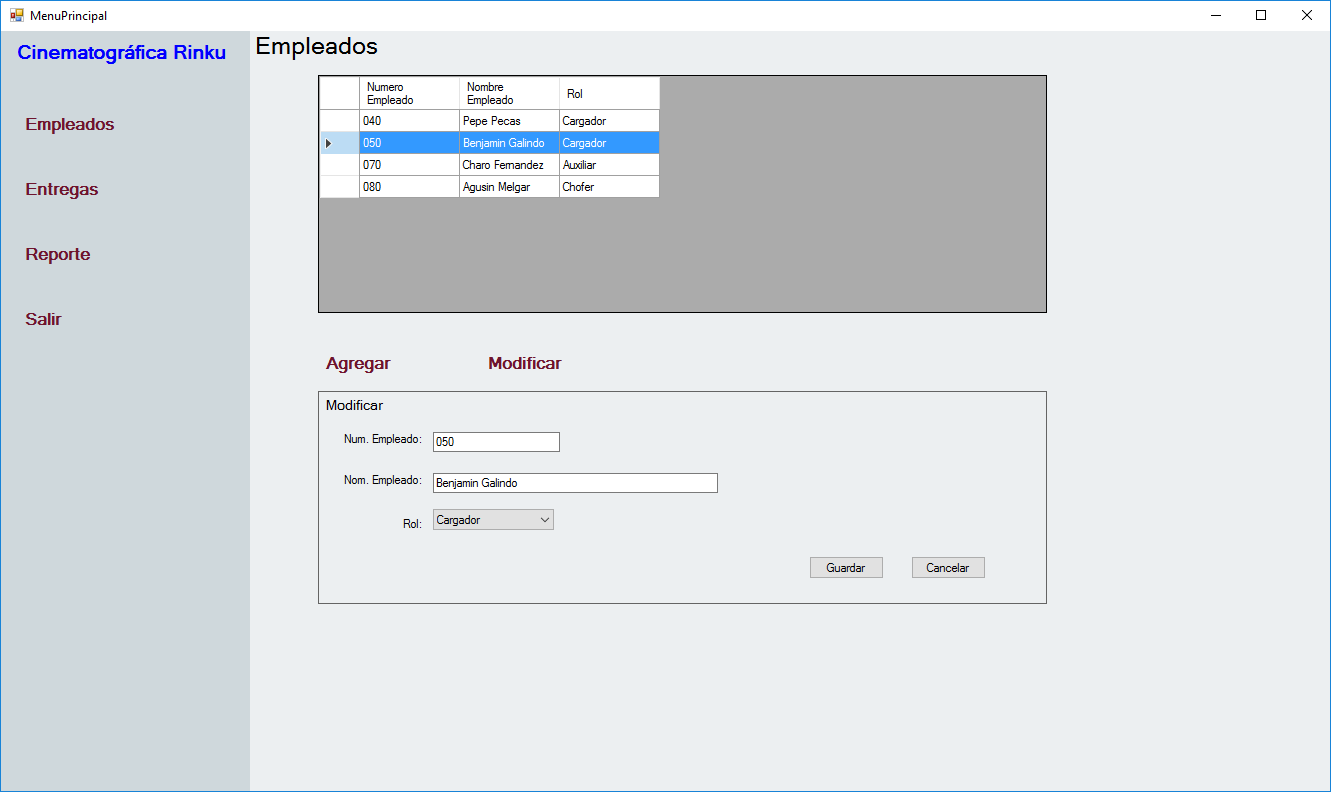 MenuPrincipal
Cinematográfica Rinku
Empleados
Entregas
Reporte
Salir
Empleados
Numero Empleado Nombre Empleado Rol
040 Pepe Pecas Cargador
050 Benjamin Galindo Cargador
070 Charo Fernandez Auxiliar
080 Agusin Melgar Chofer
Agregar Modificar
Modificar
Num. Empleado: 050
Nom. Empleado: Benjamin Galindo
Rol: Cargador
Guardar Cancelar